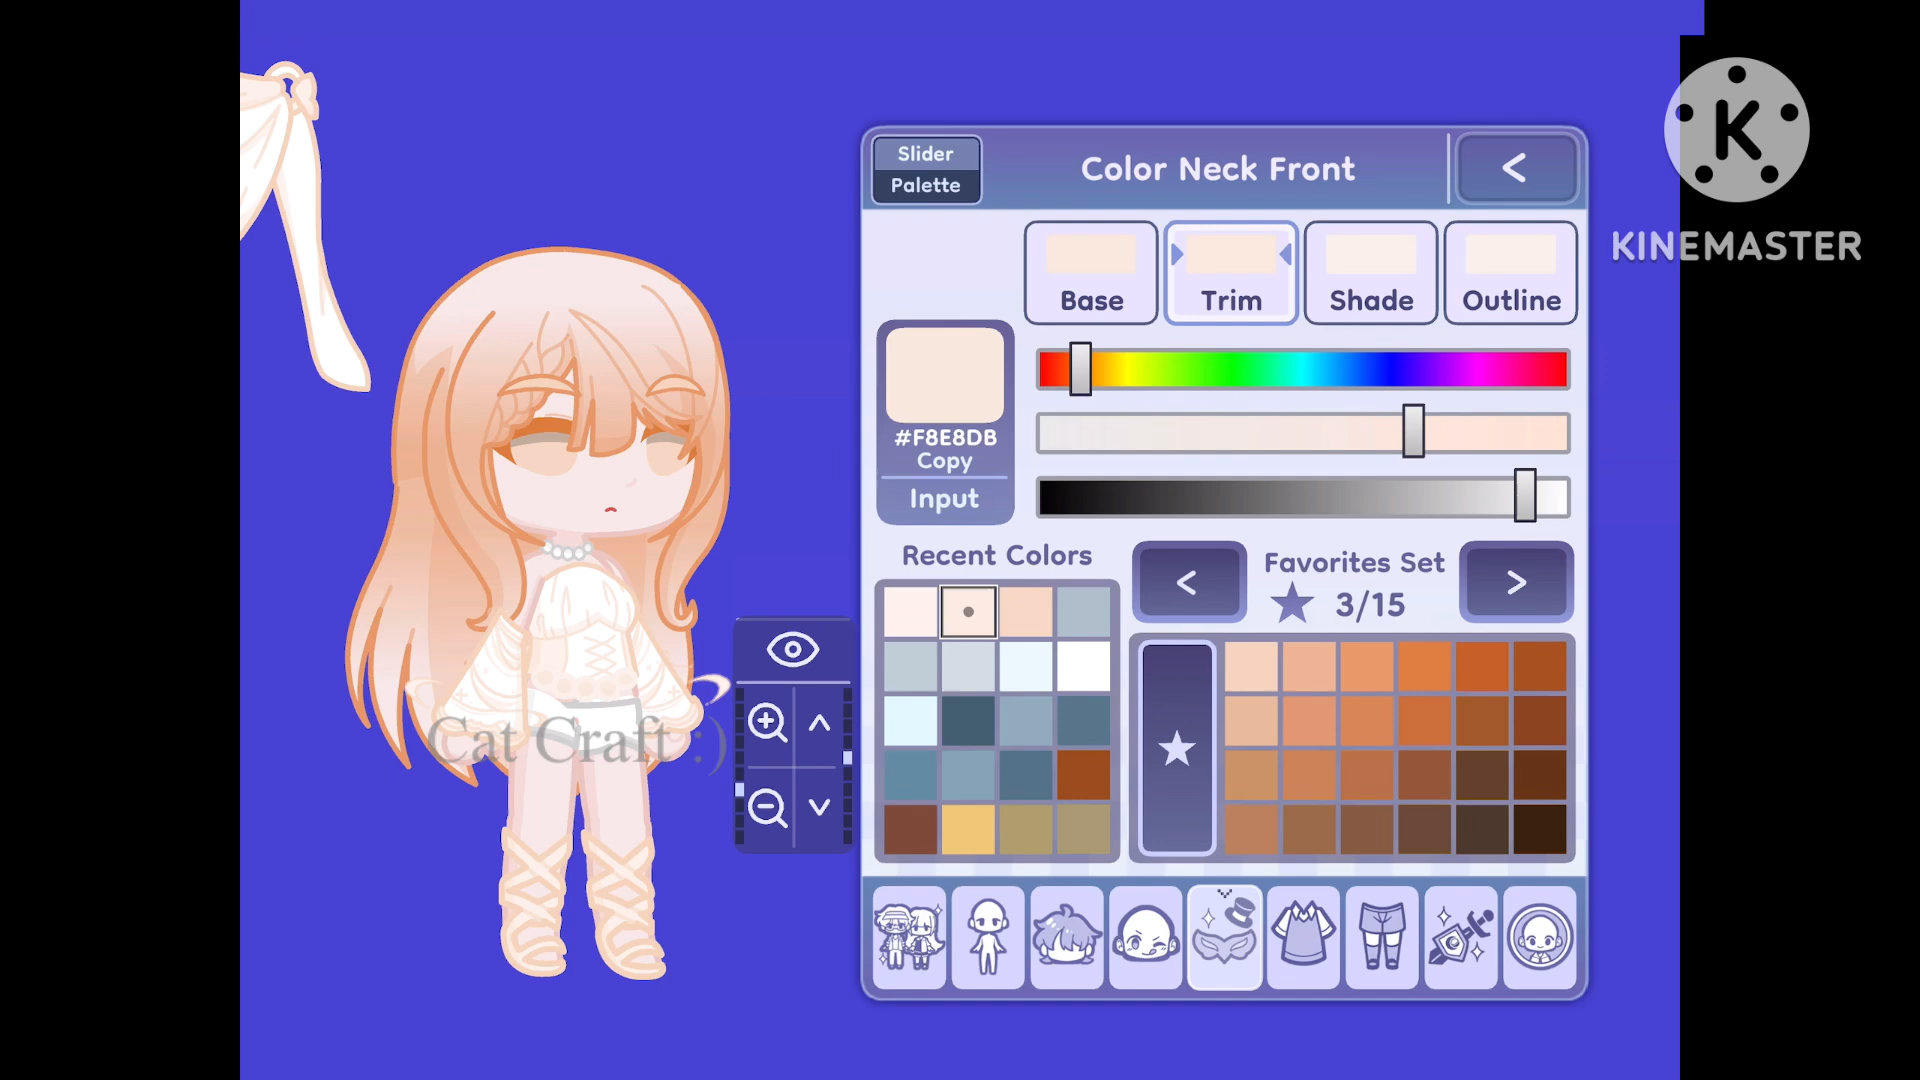 Slider
Palette
Color Neck Front
<
KINEMASTER
Base
Trim
Shade
Outline
#F8E8DB
Copy
Input
Recent Colors
<
Favorites Set
3/15
>
Cat Craft :)